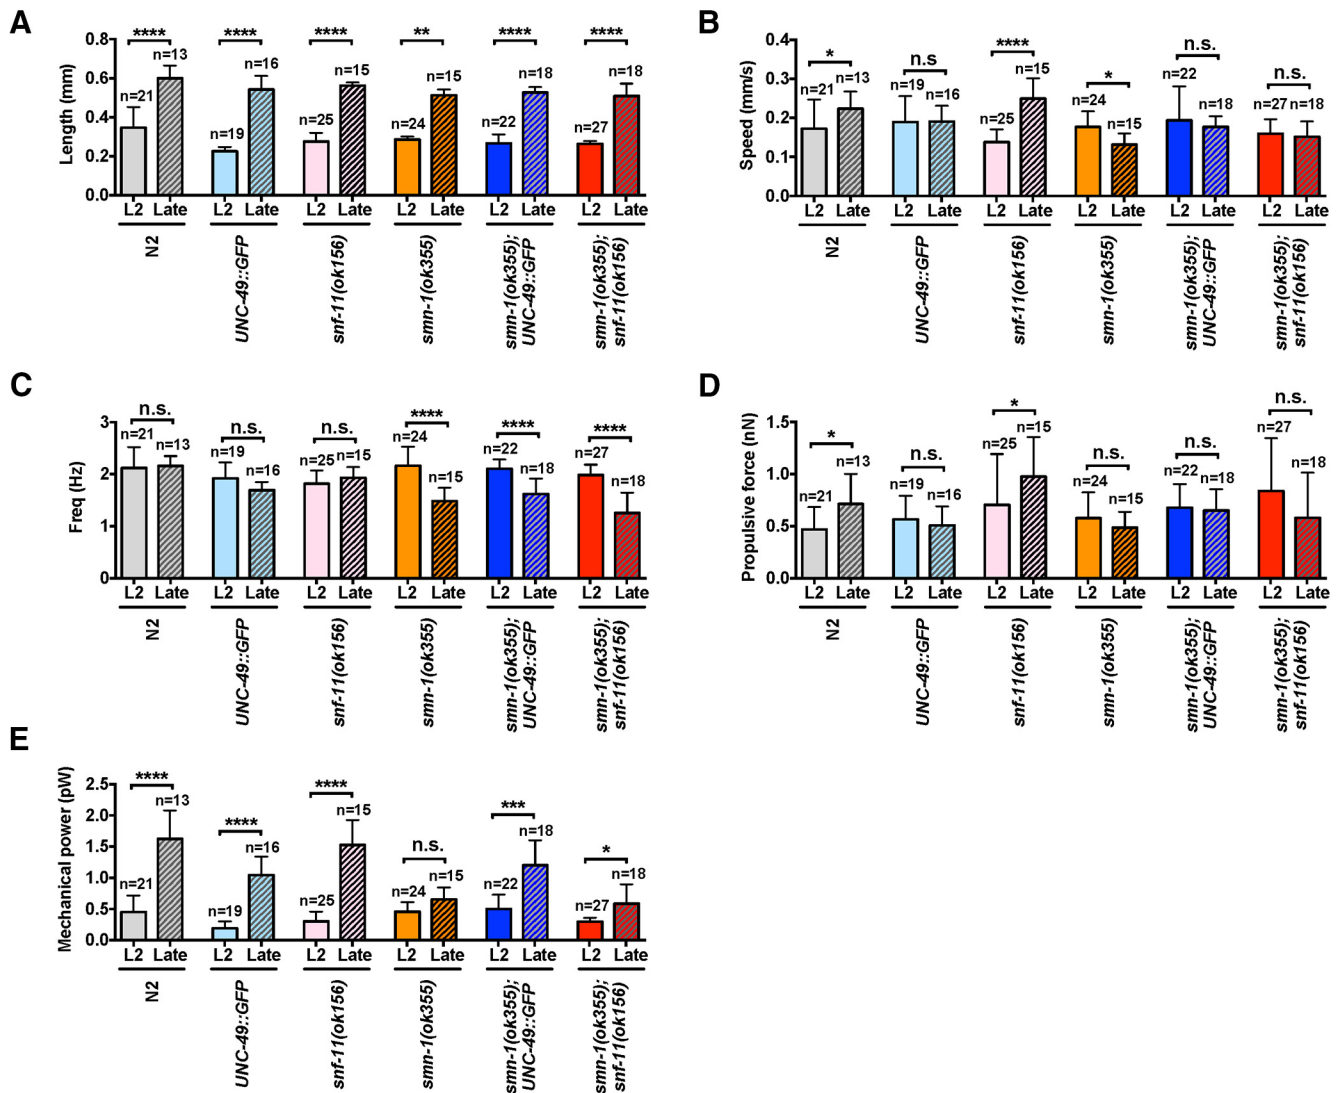 A
Length (mm)
0.8
0.6
0.4
0.2
0.0
**** **** **** ** **** ****
n=21 n=13 n=19 n=16 n=25 n=15 n=24 n=15 n=22 n=18 n=27 n=18
L2 Late L2 Late L2 Late L2 Late L2 Late L2 Late
N2
UNC-49::GFP
snf-11(ok156)
smn-1(ok355)
smn-1(ok355);
UNC-49::GFP
smn-1(ok355);
snf-11(ok156)
B
Speed (mm/s)
0.4
0.3
0.2
0.1
0.0
* n.s **** * n.s. n.s.
n=21 n=13 n=19 n=16 n=25 n=15 n=24 n=15 n=22 n=18 n=27 n=18
L2 Late L2 Late L2 Late L2 Late L2 Late L2 Late
N2
UNC-49::GFP
snf-11(ok156)
smn-1(ok355)
smn-1(ok355);
UNC-49::GFP
smn-1(ok355);
snf-11(ok156)
C
Freq (Hz)
3
2
1
0
n.s. n.s. n.s. **** **** ****
n=21 n=13 n=19 n=16 n=25 n=15 n=24 n=15 n=22 n=18 n=27 n=18
L2 Late L2 Late L2 Late L2 Late L2 Late L2 Late
N2
UNC-49::GFP
snf-11(ok156)
smn-1(ok355)
smn-1(ok355);
UNC-49::GFP
smn-1(ok355);
snf-11(ok156)
D
Propulsive force (nN)
1.5
1.0
0.5
0.0
* n.s. * n.s. n.s. n.s.
n=21 n=13 n=19 n=16 n=25 n=15 n=24 n=15 n=22 n=18 n=27 n=18
L2 Late L2 Late L2 Late L2 Late L2 Late L2 Late
N2
UNC-49::GFP
snf-11(ok156)
smn-1(ok355)
smn-1(ok355);
UNC-49::GFP
smn-1(ok355);
snf-11(ok156)
E
Mechanical power (pW)
2.5
2.0
1.5
1.0
0.5
0.0
**** **** **** n.s. *** *
n=21 n=13 n=19 n=16 n=25 n=15 n=24 n=15 n=22 n=18 n=27 n=18
L2 Late L2 Late L2 Late L2 Late L2 Late L2 Late
N2
UNC-49::GFP
snf-11(ok156)
smn-1(ok355)
smn-1(ok355);
UNC-49::GFP
smn-1(ok355);
snf-11(ok156)